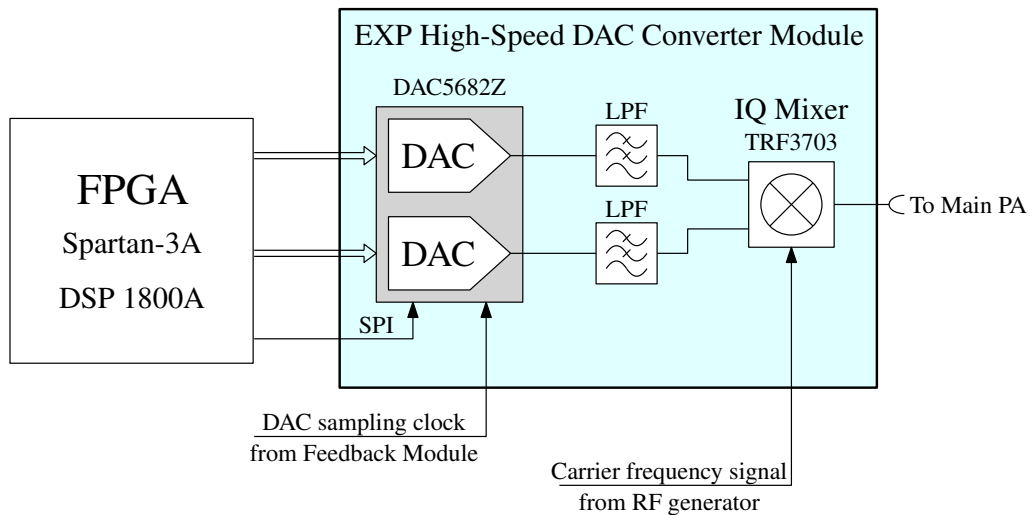 EXP High-Speed DAC Converter Module
DAC5682Z
LPF
IQ Mixer
TRF3703
DAC
FPGA
Spartan-3A
DSP 1800A
To Main PA
LPF
DAC
SPI
DAC sampling clock
from Feedback Module
Carrier frequency signal
from RF generator